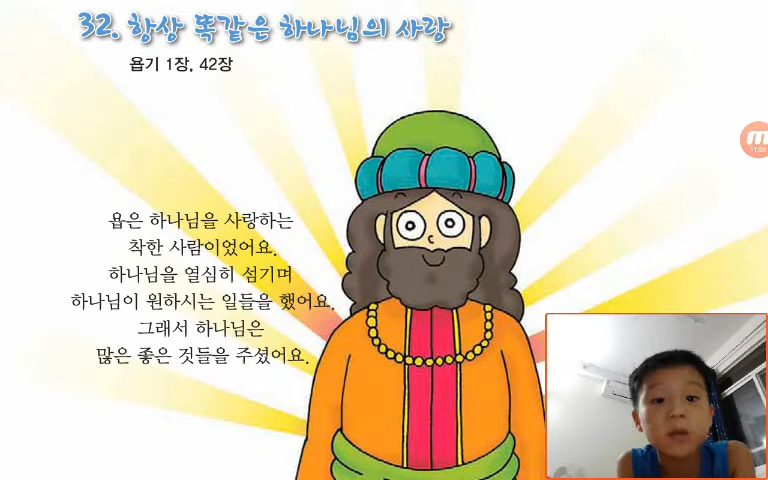 32. 항상 똑같은 하나님의 사랑
욥기 1장, 42장
욥은 하나님을 사랑하는
착한 사람이었어요.
하나님을 열심히 섬기며
하나님이 원하시는 일들을 했어요.
그래서 하나님은
많은 좋은 것들을 주셨어요.